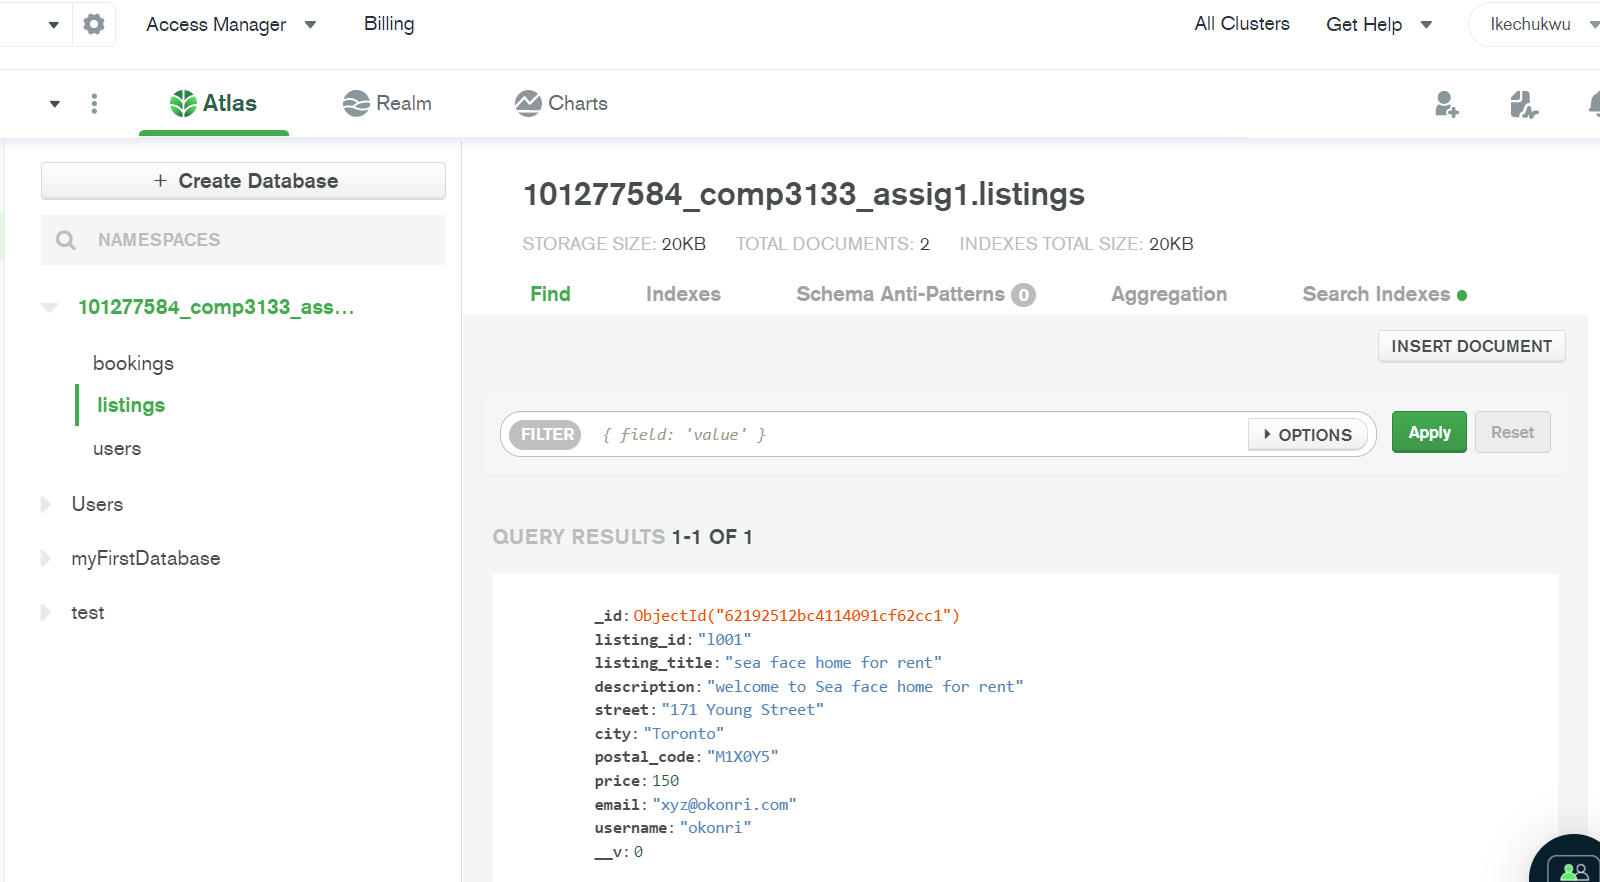 Access Manager Billing All Clusters Get Help Ikechukwu
Atlas Realm Charts
+ Create Database
NAMESPACES
101277584_comp3133_ass...
bookings
listings
users
Users
myFirstDatabase
test
101277584_comp3133_assig1.listings
STORAGE SIZE: 20KB TOTAL DOCUMENTS: 2 INDEXES TOTAL SIZE: 20KB
Find Indexes Schema Anti-Patterns 0 Aggregation Search Indexes
INSERT DOCUMENT
FILTER { field: 'value' } OPTIONS Apply Reset
QUERY RESULTS 1-1 OF 1
_id: ObjectId("62192512bc4114091cf62cc1")
listing_id: "l001"
listing_title: "sea face home for rent"
description: "welcome to Sea face home for rent"
street: "171 Young Street"
city: "Toronto"
postal_code: "M1X0Y5"
price: 150
email: "xyz@okonri.com"
username: "okonri"
__v: 0